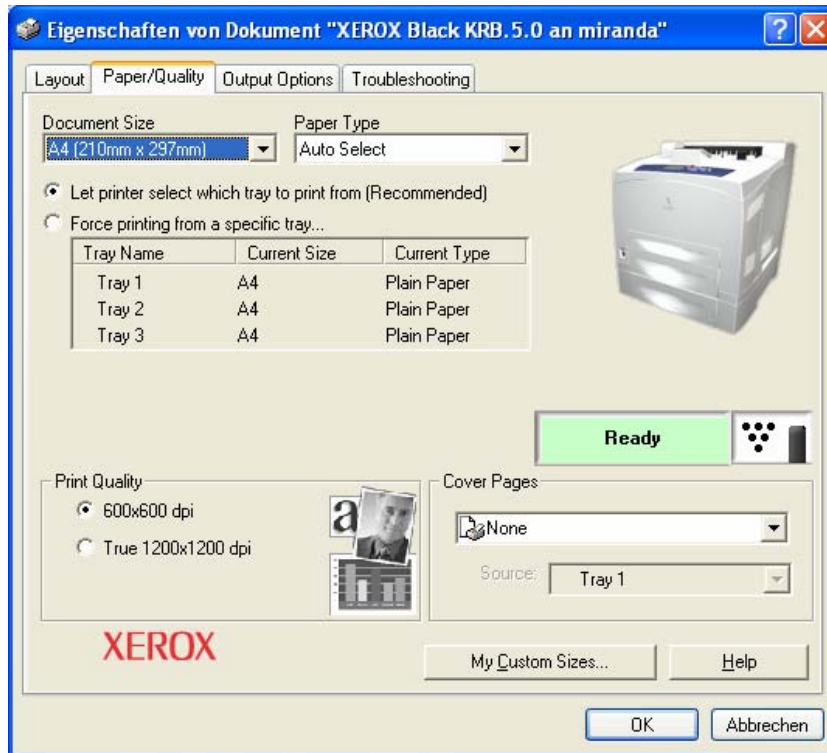 Eigenschaften von Dokument "XEROX Black KRB.5.0 an miranda"
Layout Paper/Quality Output Options Troubleshooting
Document Size Paper Type
A4 (210mm x 297mm) Auto Select
Let printer select which tray to print from (Recommended)
Force printing from a specific tray...
Tray Name Current Size Current Type
Tray 1 A4 Plain Paper
Tray 2 A4 Plain Paper
Tray 3 A4 Plain Paper
Ready
Print Quality
600x600 dpi
True 1200x1200 dpi
a
Cover Pages
None
Source: Tray 1
XEROX
My Custom Sizes... Help
OK Abbrechen